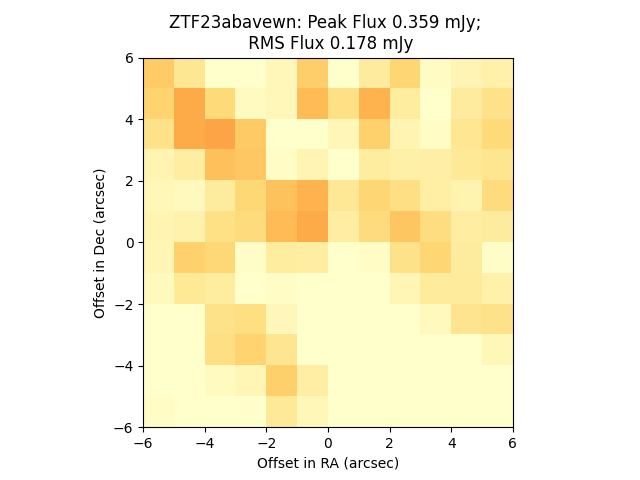 ZTF23abavewn: Peak Flux 0.359 mJy;
RMS Flux 0.178 mJy
6
4
2
0
−2
−4
−6
Offset in Dec (arcsec)
−6 −4 −2 0 2 4 6
Offset in RA (arcsec)